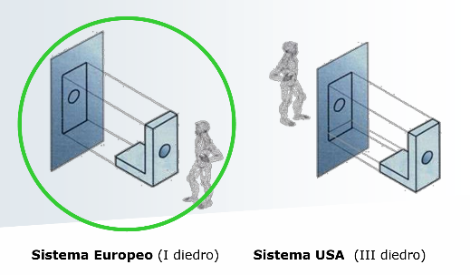 Sistema Europeo (I diedro)
Sistema USA (III diedro)